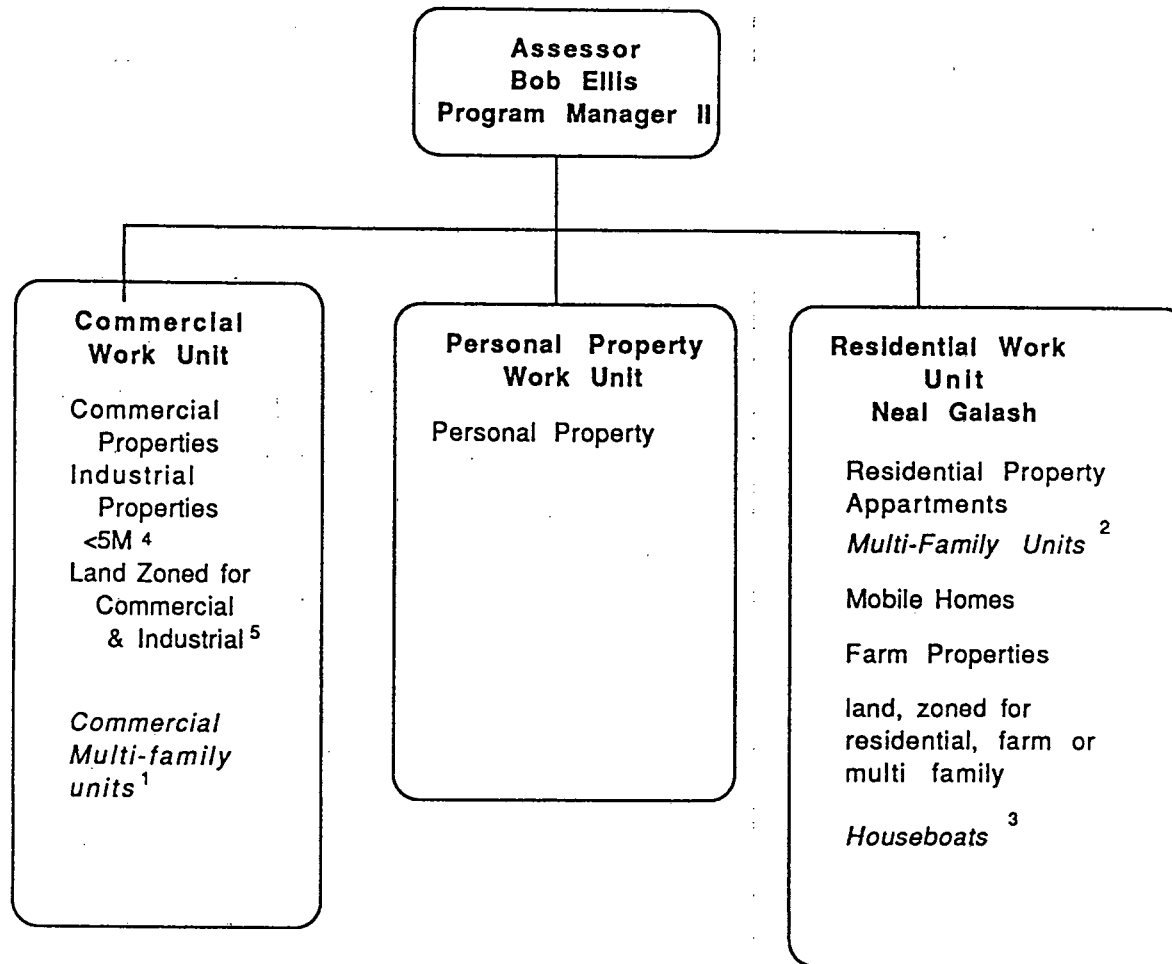 Assessor
Bob Ellis
Program Manager II
Commercial
Work Unit
Commercial
Properties
Industrial
Properties
<5M 4
Land Zoned for
Commercial
& Industrial 5
Commercial
Multi-family
units 1
Personal Property
Work Unit
Personal Property
Residential Work
Unit
Neal Galash
Residential Property
Appartments
Multi-Family Units 2
Mobile Homes
Farm Properties
land, zoned for
residential, farm or
multi family
Houseboats 3